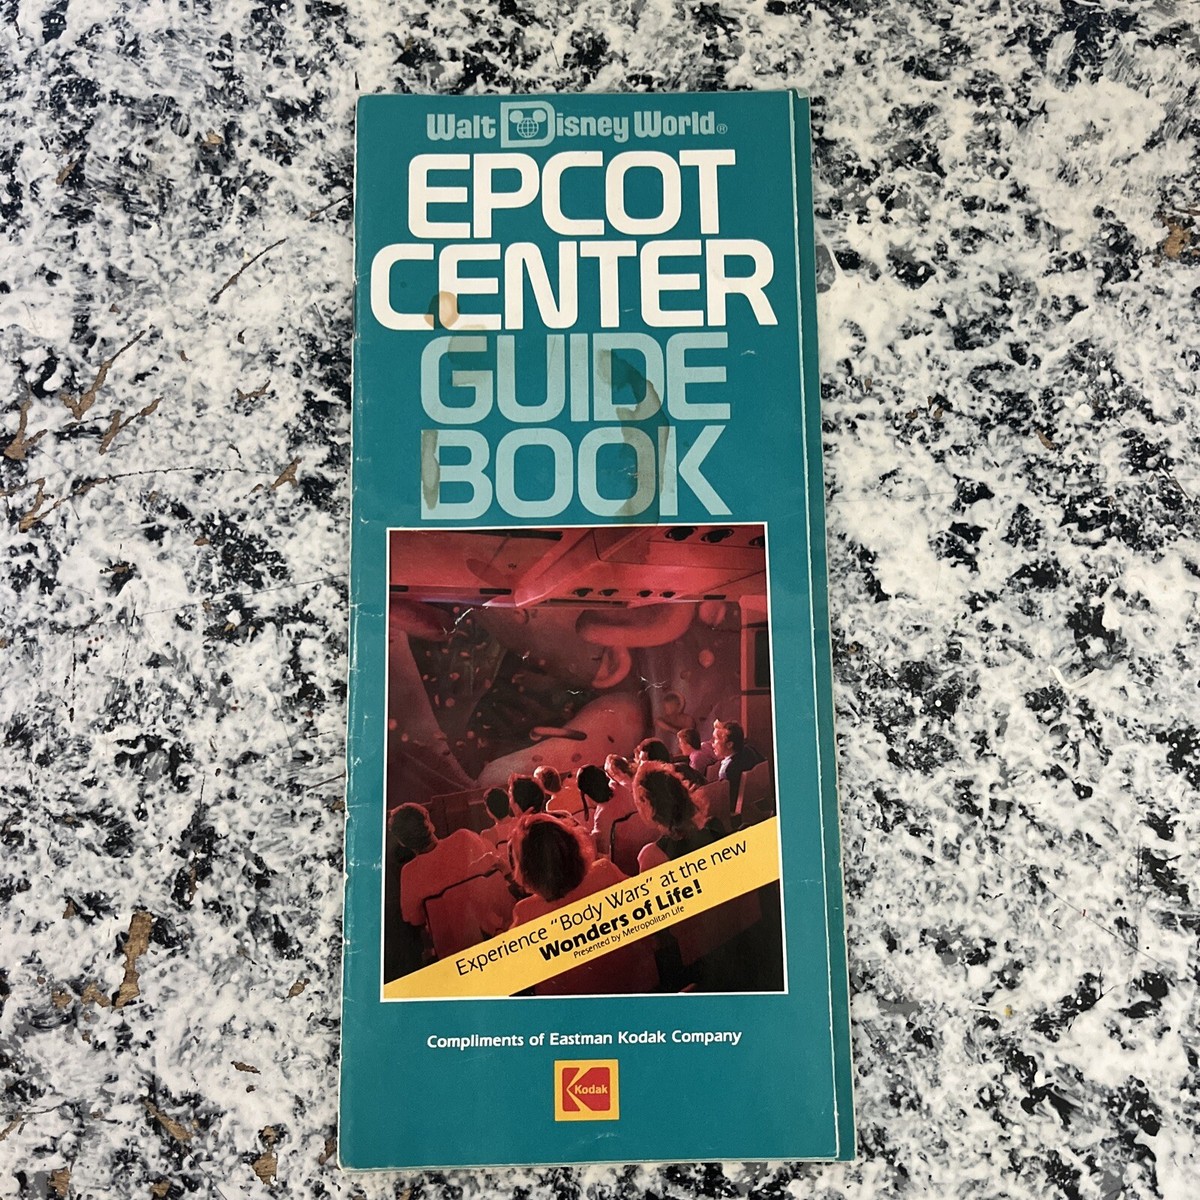 Walt Disney World®
EPCOT
CENTER
GUIDE
BOOK
Experience "Body Wars" at the new
Wonders of Life!
Presented by Metropolitan Life
Compliments of Eastman Kodak Company
Kodak